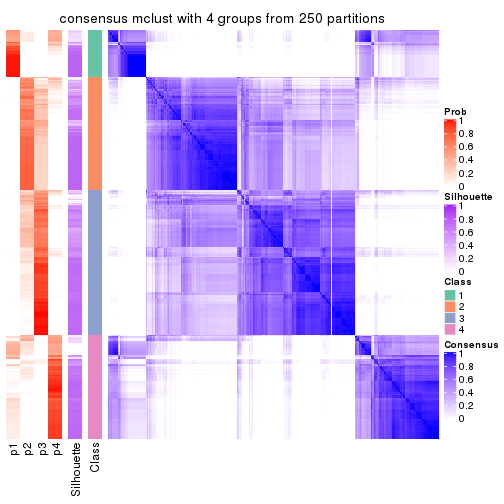 consensus mclust with 4 groups from 250 partitions
Prob
1
0.8
0.6
0.4
0.2
0
Silhouette
1
0.8
0.6
0.4
0.2
0
Class
1
2
3
4
Consensus
1
0.8
0.6
0.4
0.2
0
p1
p2
p3
p4
Silhouette
Class